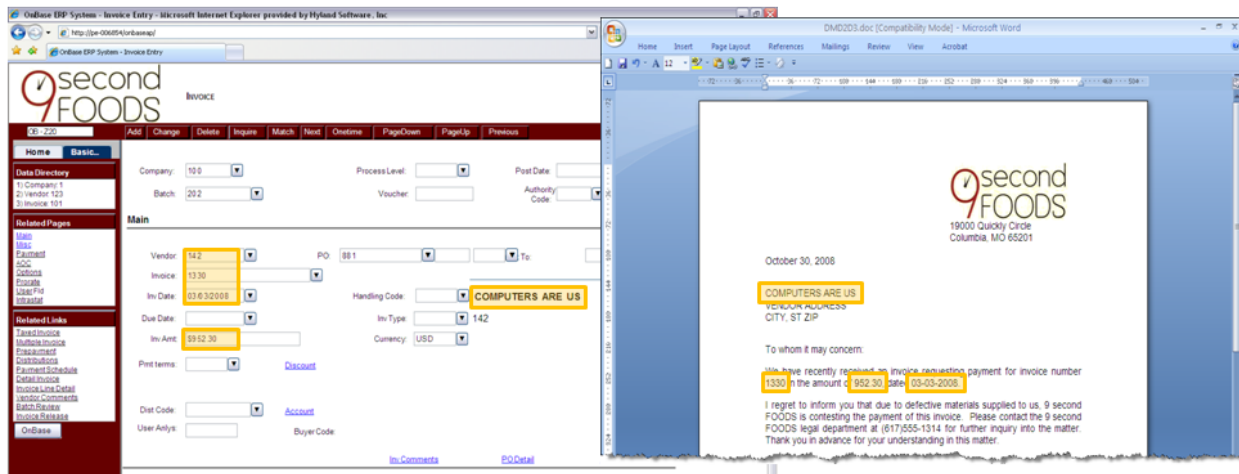 OnBase ERP System - Invoice Entry - Microsoft Internet Explorer provided by Hyland Software, Inc
http://pe-006854/onbaseap/
OnBase ERP System - Invoice Entry
9 second
FOODS
INVOICE
OB - Z20
Add Change Delete Inquire Match Next Onetime PageDown PageUp Previous
Home Basic...
Data Directory
1) Company: 1
2) Vendor: 123
3) Invoice: 101
Related Pages
Main
Misc
Payment
AOC
Options
Prorate
User Fld
Intrastat
Related Links
Taxed Invoice
Multiple Invoice
Prepayment
Distributions
Payment Schedule
Detail Invoice
Invoice Line Detail
Vendor Comments
Batch Review
Invoice Release
OnBase
Company: 100 Process Level: Post Date:
Batch: 202 Voucher: Authority Code:
Main
Vendor: 142 PO: 881 To:
Invoice: 1330
Inv Date: 03/03/2008 Handling Code: COMPUTERS ARE US
Due Date: Inv Type: 142
Inv Amt: $952.30 Currency: USD
Pmt terms: Discount
Dist Code: Account
User Anlys: Buyer Code:
Inv Comments PO Detail
DMD2D3.doc [Compatibility Mode] - Microsoft Word
Home Insert Page Layout References Mailings Review View Acrobat
A 12
9 second
FOODS
19000 Quickly Circle
Columbia, MO 65201
October 30, 2008
COMPUTERS ARE US
VENDOR ADDRESS
CITY, ST ZIP
To whom it may concern:
We have recently received an invoice requesting payment for invoice number
1330 in the amount of 952.30 dated 03-03-2008.
I regret to inform you that due to defective materials supplied to us, 9 second
FOODS is contesting the payment of this invoice. Please contact the 9 second
FOODS legal department at (617)555-1314 for further inquiry into the matter.
Thank you in advance for your understanding in this matter.